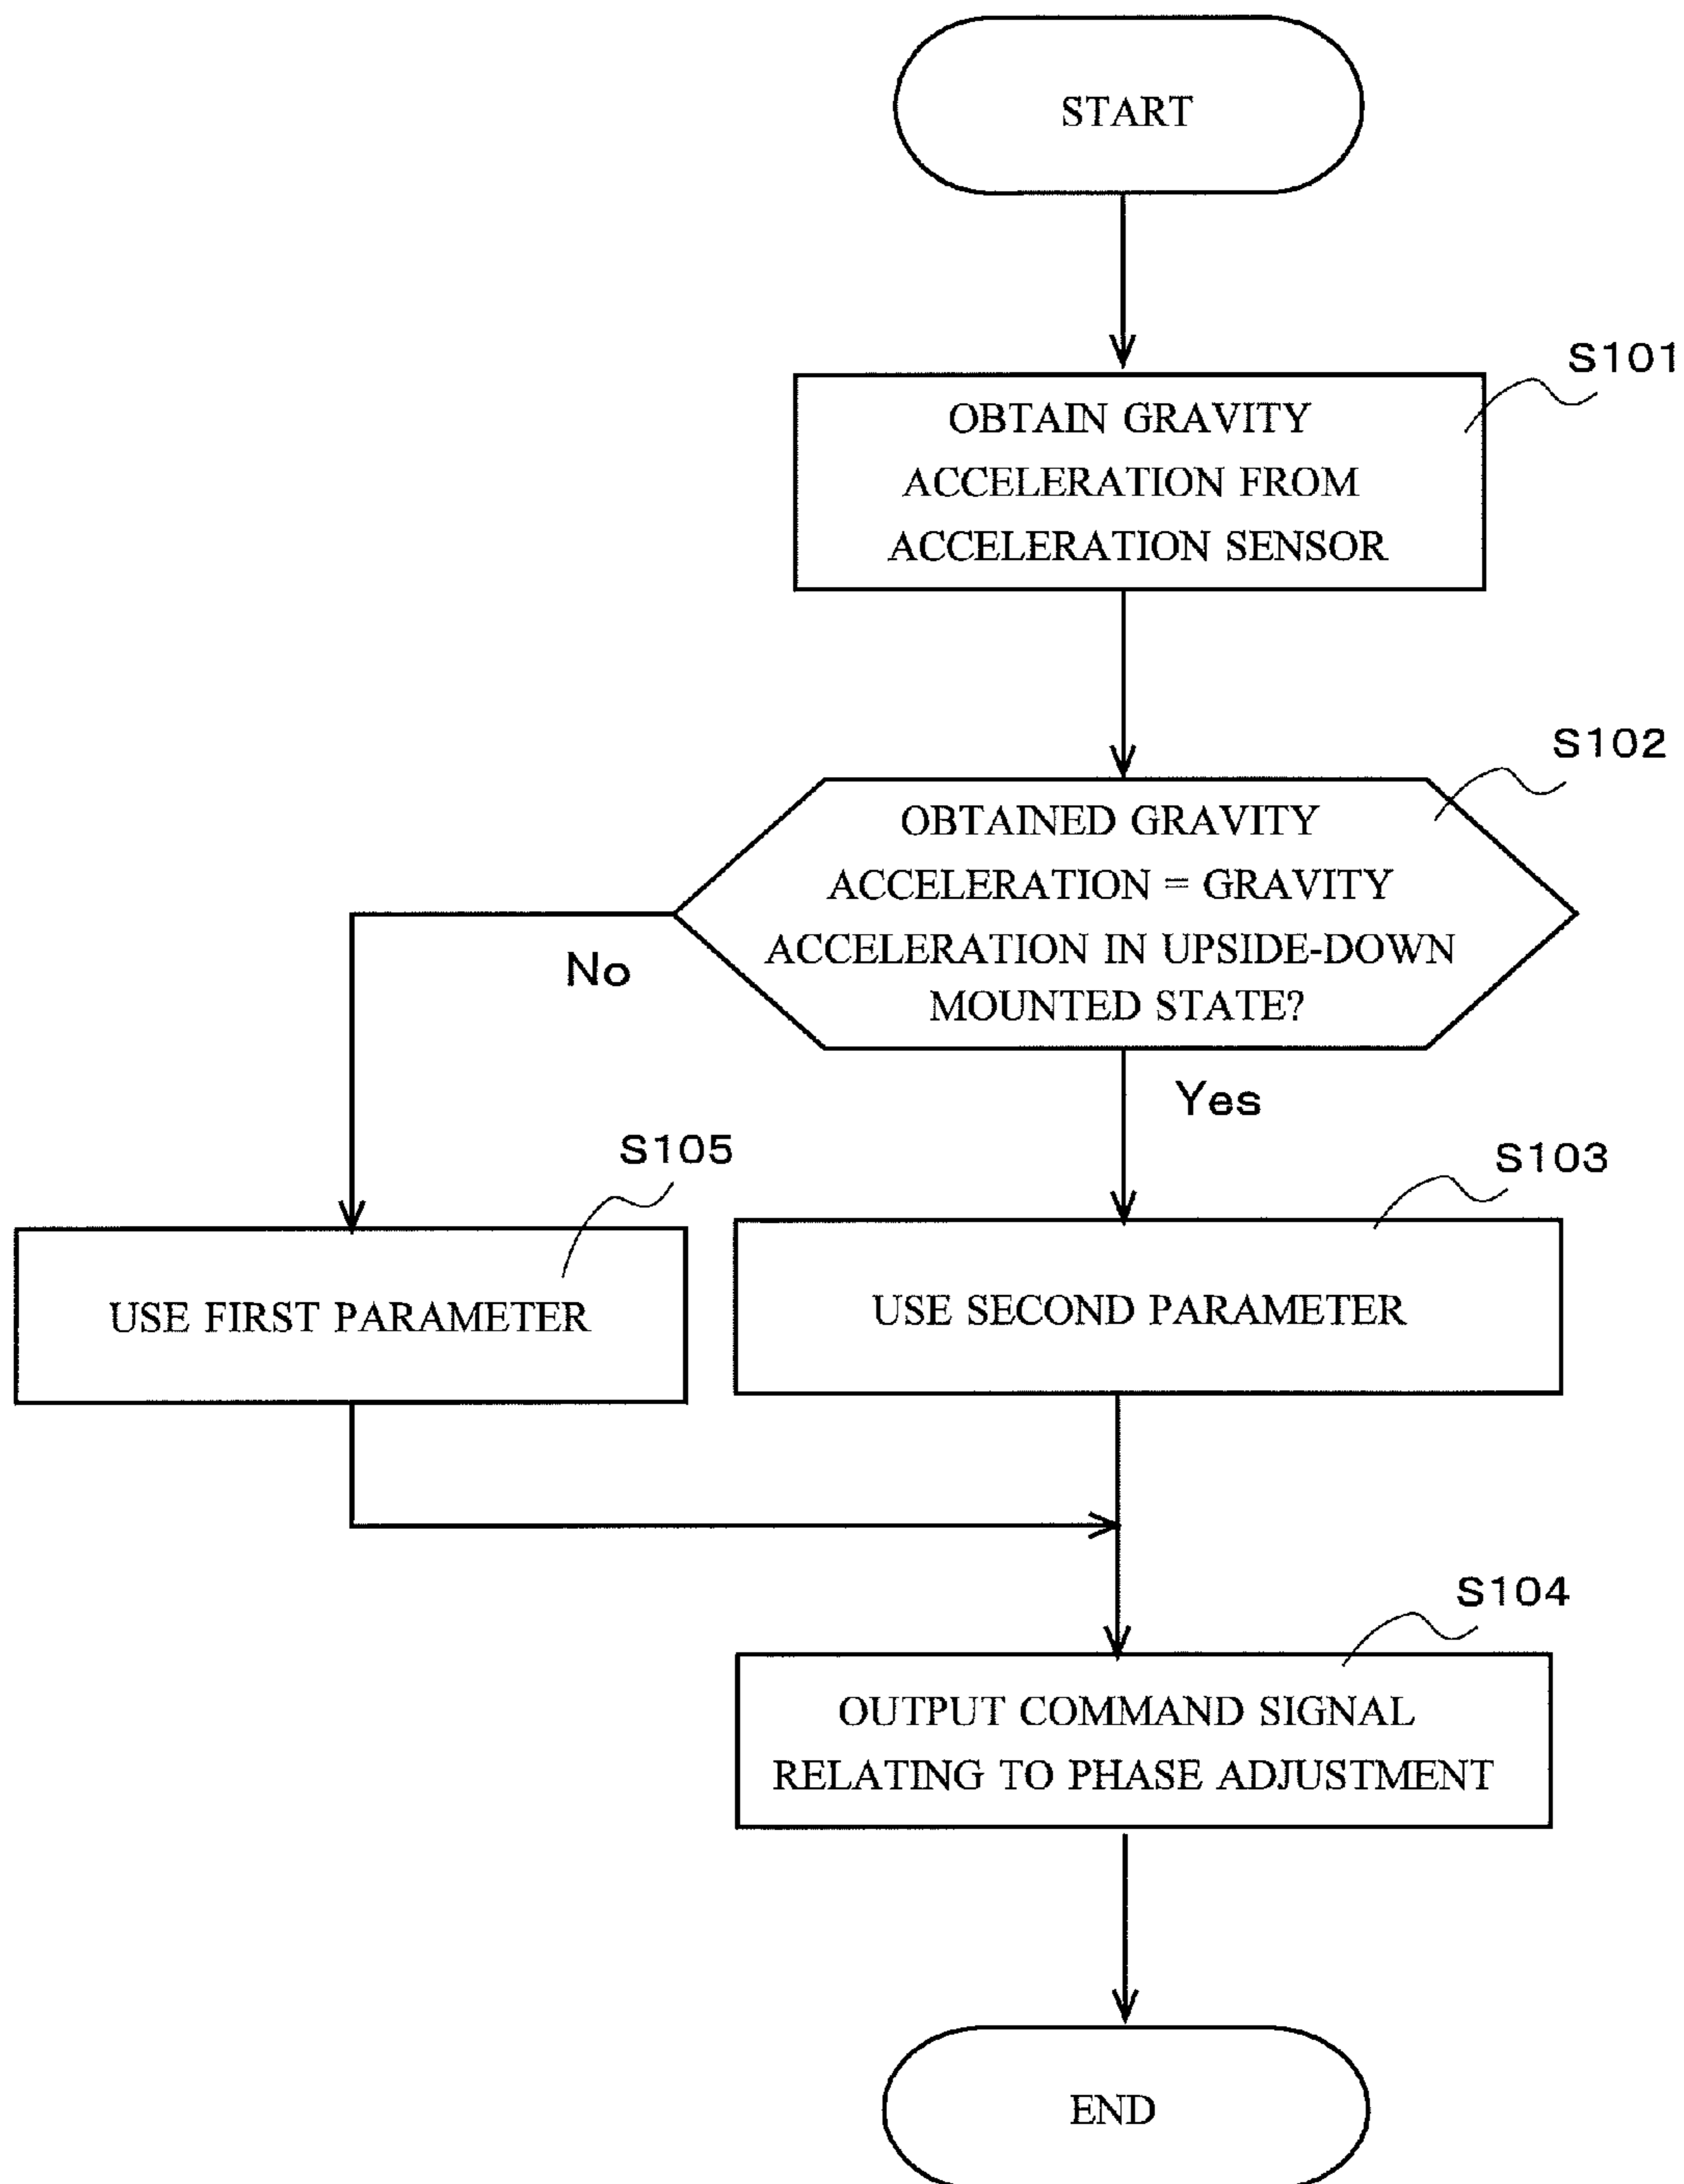 START
S101
OBTAIN GRAVITY
ACCELERATION FROM
ACCELERATION SENSOR
S102
OBTAINED GRAVITY
ACCELERATION = GRAVITY
ACCELERATION IN UPSIDE-DOWN
MOUNTED STATE?
No
Yes
S105
S103
USE FIRST PARAMETER
USE SECOND PARAMETER
S104
OUTPUT COMMAND SIGNAL
RELATING TO PHASE ADJUSTMENT
END